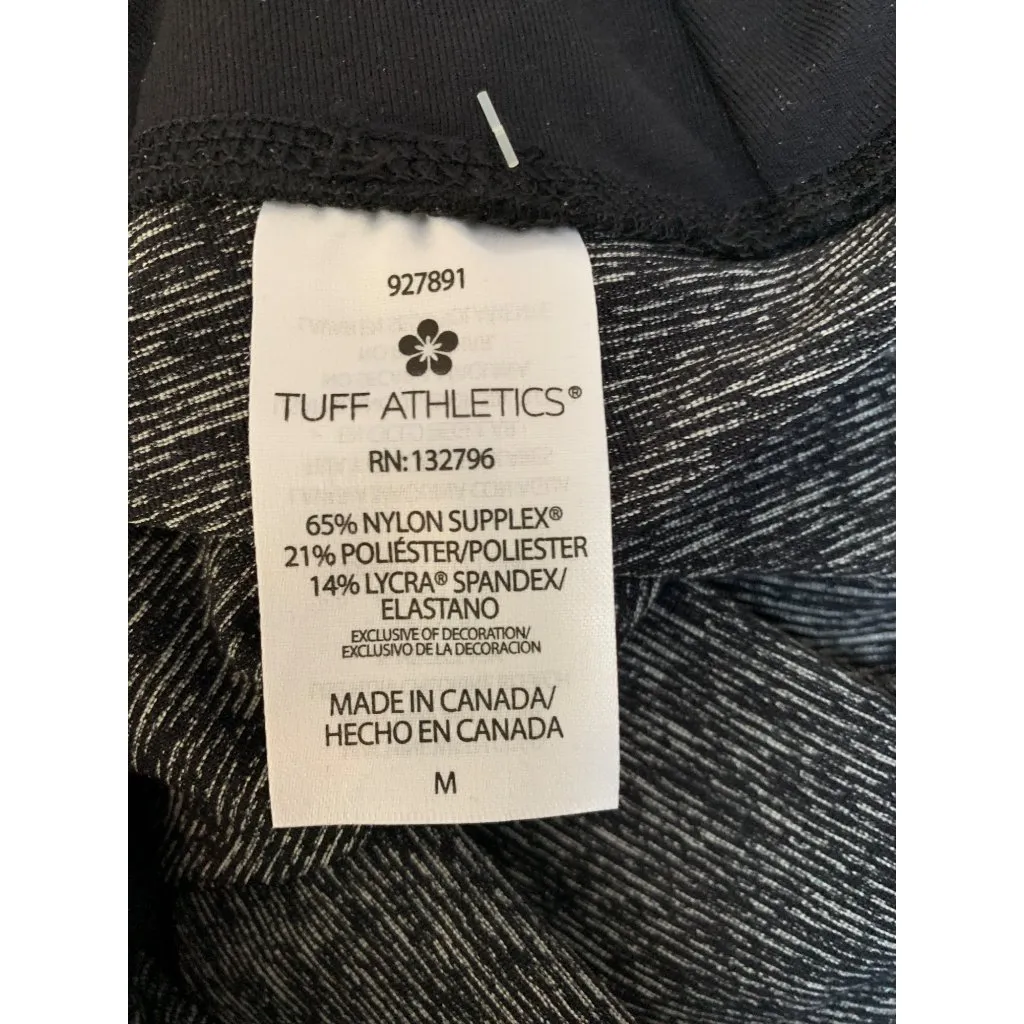 927891
TUFF ATHLETICS®
RN:132796
65% NYLON SUPPLEX®
21% POLIÉSTER/POLIESTER
14% LYCRA® SPANDEX/
ELASTANO
EXCLUSIVE OF DECORATION/
EXCLUSIVO DE LA DECORACION
MADE IN CANADA/
HECHO EN CANADA
M